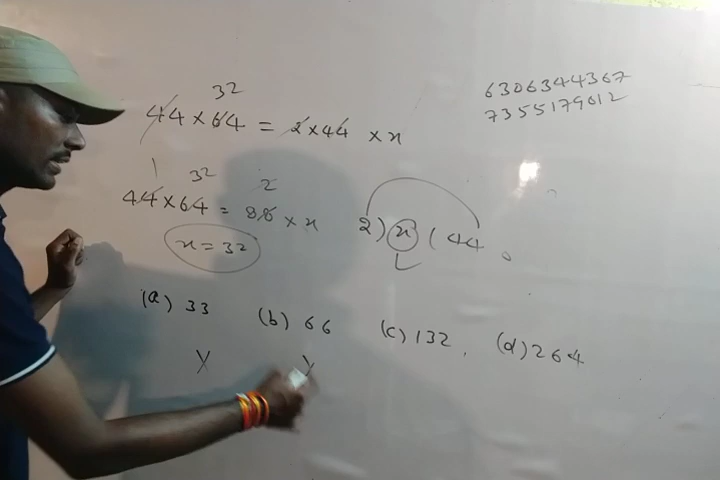 6306344367
7355179612
32
44 × 64 = 2 × 44 × x
1 32 2
44 × 64 = 88 × x
2) x ( 44
x = 32
(a) 33 (b) 66 (c) 132, (d) 264